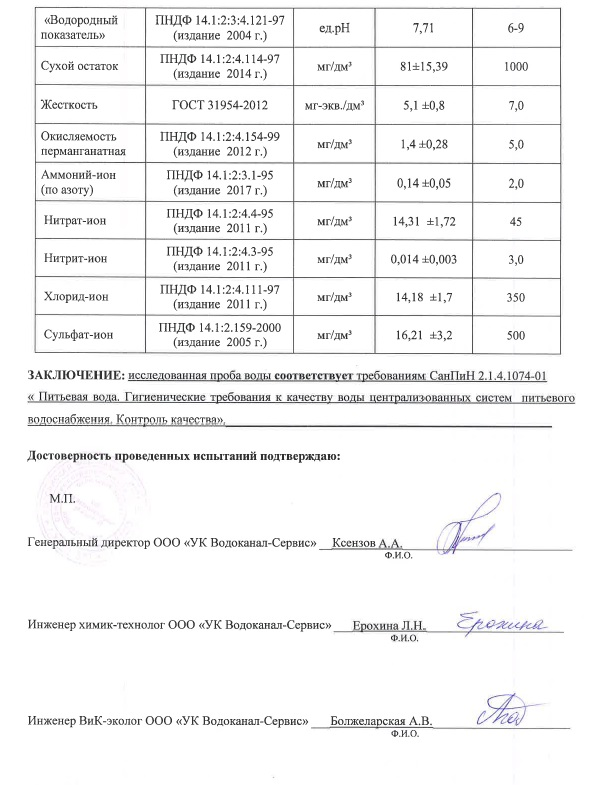 «Водородный показатель» ПНДФ 14.1:2:3:4.121-97 (издание 2004 г.) ед.рН 7,71 6-9
Сухой остаток ПНДФ 14.1:2:4.114-97 (издание 2014 г.) мг/дм³ 81±15,39 1000
Жесткость ГОСТ 31954-2012 мг-экв./дм³ 5,1 ±0,8 7,0
Окисляемость перманганатная ПНДФ 14.1:2:4.154-99 (издание 2012 г.) мг/дм³ 1,4 ±0,28 5,0
Аммоний-ион (по азоту) ПНДФ 14.1:2:3.1-95 (издание 2017 г.) мг/дм³ 0,14 ±0,05 2,0
Нитрат-ион ПНДФ 14.1:2:4.4-95 (издание 2011 г.) мг/дм³ 14,31 ±1,72 45
Нитрит-ион ПНДФ 14.1:2:4.3-95 (издание 2011 г.) мг/дм³ 0,014 ±0,003 3,0
Хлорид-ион ПНДФ 14.1:2:4.111-97 (издание 2011 г.) мг/дм³ 14,18 ±1,7 350
Сульфат-ион ПНДФ 14.1:2.159-2000 (издание 2005 г.) мг/дм³ 16,21 ±3,2 500
ЗАКЛЮЧЕНИЕ: исследованная проба воды соответствует требованиям СанПиН 2.1.4.1074-01
« Питьевая вода. Гигиенические требования к качеству воды централизованных систем питьевого
водоснабжения. Контроль качества».
Достоверность проведенных испытаний подтверждаю:
М.П.
Генеральный директор ООО «УК Водоканал-Сервис» Ксензов А.А.
Ф.И.О.
Инженер химик-технолог ООО «УК Водоканал-Сервис» Ерохина Л.Н. Ерохина
Ф.И.О.
Инженер ВиК-эколог ООО «УК Водоканал-Сервис» Болжеларская А.В.
Ф.И.О.